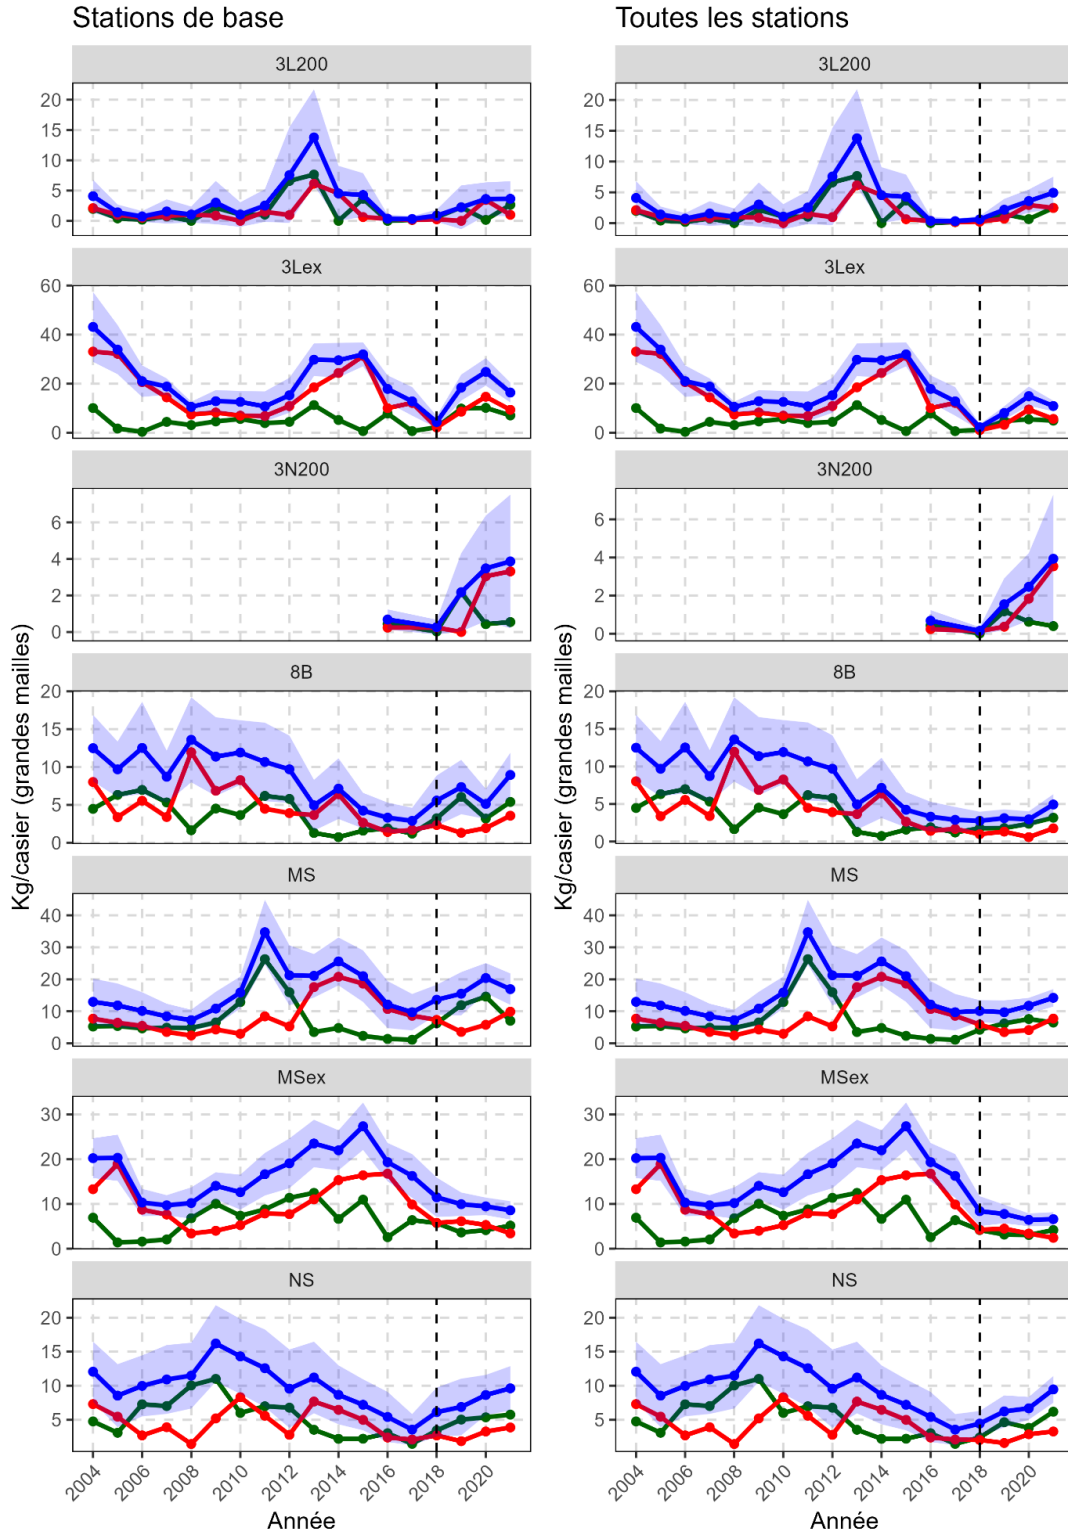 Stations de base
Toutes les stations
3L200
3L200
20
15
10
5
0
20
15
10
5
0
3Lex
3Lex
60
40
20
0
60
40
20
0
3N200
3N200
6
4
2
0
6
4
2
0
8B
8B
20
15
10
5
0
20
15
10
5
0
MS
MS
40
30
20
10
0
40
30
20
10
0
MSex
MSex
30
20
10
0
30
20
10
0
NS
NS
20
15
10
5
20
15
10
5
Kg/casier (grandes mailles)
Kg/casier (grandes mailles)
2004 2006 2008 2010 2012 2014 2016 2018 2020
2004 2006 2008 2010 2012 2014 2016 2018 2020
Année
Année